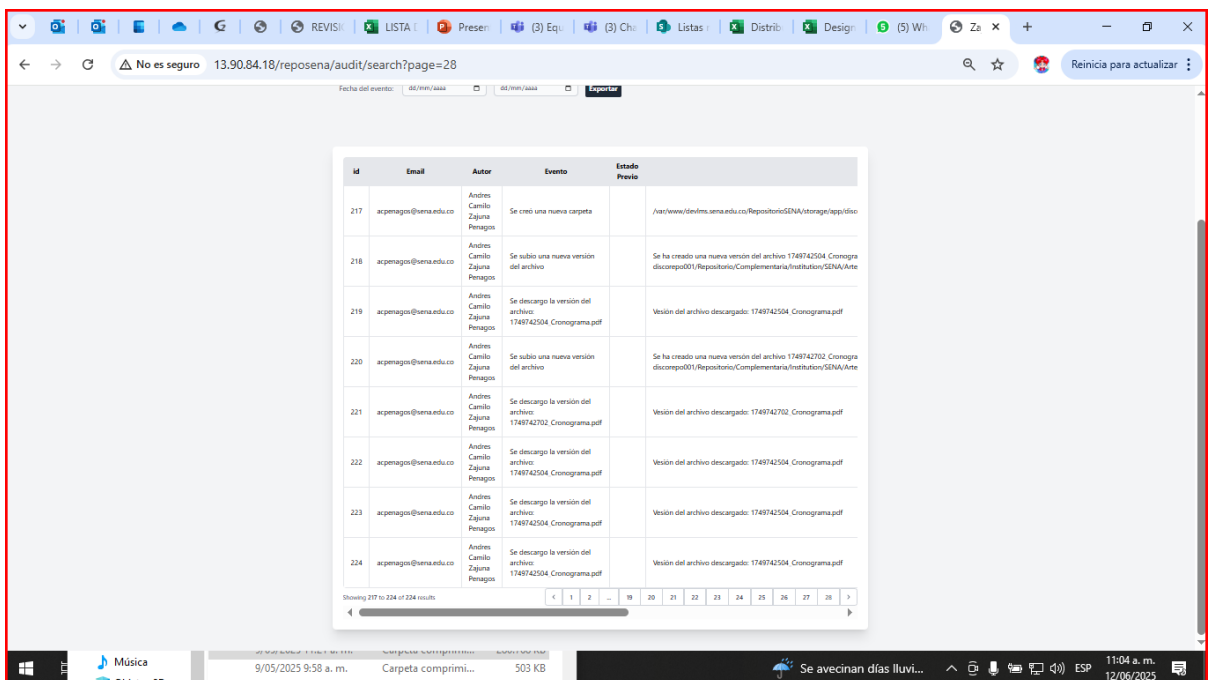 REVISI
LISTA E
Presen
(3) Equ
(3) Cha
Listas r
Distrib
Design
(5) Wh
Za
No es seguro
13.90.84.18/reposena/audit/search?page=28
Reinicia para actualizar
Fecha del evento:
dd/mm/aaaa
dd/mm/aaaa
Exportar
id
Email
Autor
Evento
Estado
Previo
217
acpenagos@sena.edu.co
Andres
Camilo
Zajuna
Penagos
Se creó una nueva carpeta
/var/www/devlms.sena.edu.co/RepositorioSENA/storage/app/disc
218
acpenagos@sena.edu.co
Andres
Camilo
Zajuna
Penagos
Se subio una nueva versión
del archivo
Se ha creado una nueva versón del archivo 1749742504_Cronogra
discorepo001/Repositorio/Complementaria/Institution/SENA/Arte
219
acpenagos@sena.edu.co
Andres
Camilo
Zajuna
Penagos
Se descargo la versión del
archivo:
1749742504_Cronograma.pdf
Vesión del archivo descargado: 1749742504_Cronograma.pdf
220
acpenagos@sena.edu.co
Andres
Camilo
Zajuna
Penagos
Se subio una nueva versión
del archivo
Se ha creado una nueva versón del archivo 1749742702_Cronogra
discorepo001/Repositorio/Complementaria/Institution/SENA/Arte
221
acpenagos@sena.edu.co
Andres
Camilo
Zajuna
Penagos
Se descargo la versión del
archivo:
1749742702_Cronograma.pdf
Vesión del archivo descargado: 1749742702_Cronograma.pdf
222
acpenagos@sena.edu.co
Andres
Camilo
Zajuna
Penagos
Se descargo la versión del
archivo:
1749742504_Cronograma.pdf
Vesión del archivo descargado: 1749742504_Cronograma.pdf
223
acpenagos@sena.edu.co
Andres
Camilo
Zajuna
Penagos
Se descargo la versión del
archivo:
1749742504_Cronograma.pdf
Vesión del archivo descargado: 1749742504_Cronograma.pdf
224
acpenagos@sena.edu.co
Andres
Camilo
Zajuna
Penagos
Se descargo la versión del
archivo:
1749742504_Cronograma.pdf
Vesión del archivo descargado: 1749742504_Cronograma.pdf
Showing 217 to 224 of 224 results
1 2 ... 19 20 21 22 23 24 25 26 27 28
Música
9/05/2025 9:58 a. m.
Carpeta comprimi...
503 KB
Se avecinan días lluvi...
ESP
11:04 a. m.
12/06/2025